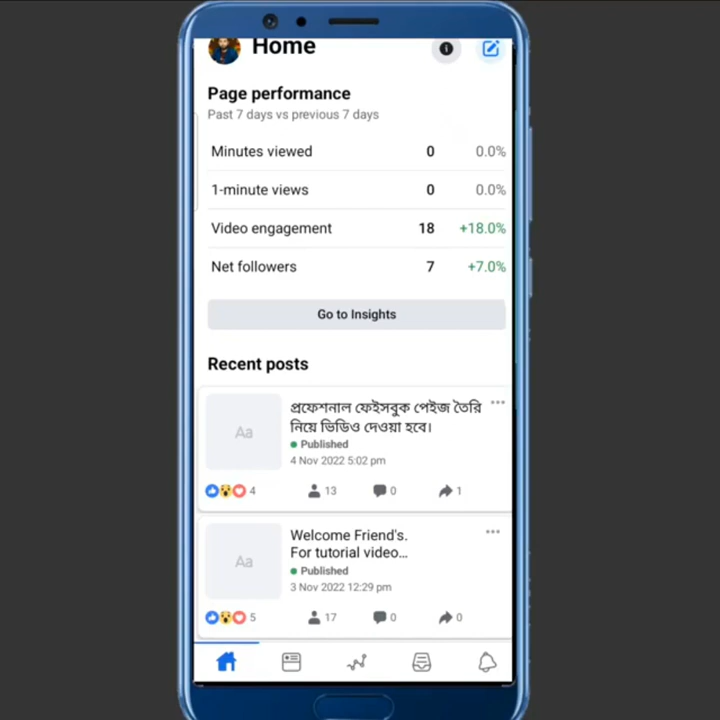 Home
Page performance
Past 7 days vs previous 7 days
Minutes viewed 0 0.0%
1-minute views 0 0.0%
Video engagement 18 +18.0%
Net followers 7 +7.0%
Go to Insights
Recent posts
Aa
প্রফেশনাল ফেইসবুক পেইজ তৈরি
নিয়ে ভিডিও দেওয়া হবে।
Published
4 Nov 2022 5:02 pm
4 13 0 1
Aa
Welcome Friend's.
For tutorial video...
Published
3 Nov 2022 12:29 pm
5 17 0 0